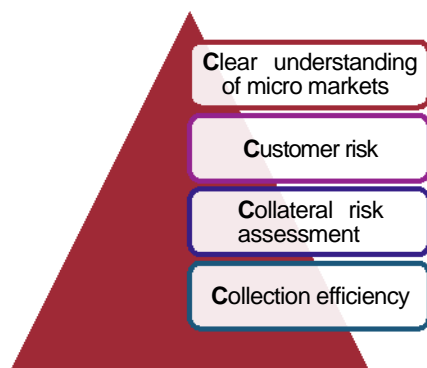 Clear understanding
of micro markets
Customer risk
Collateral risk
assessment
Collection efficiency